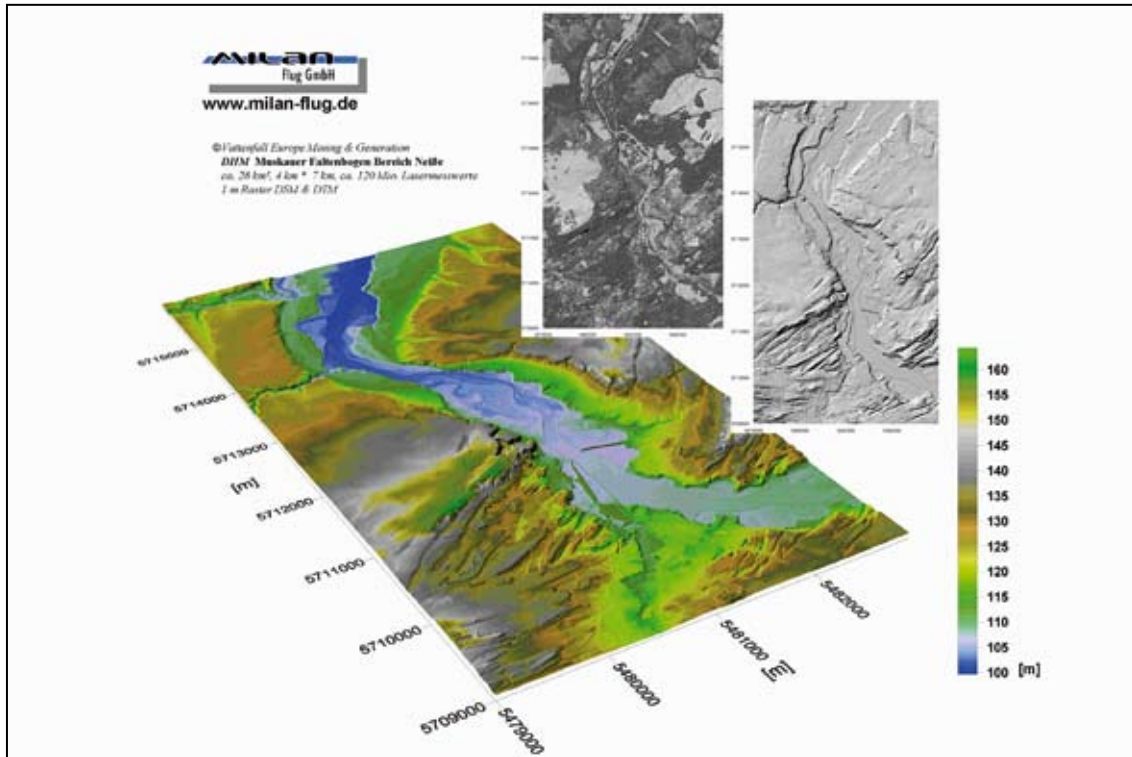 MILAN
Flug GmbH
www.milan-flug.de
©Vattenfall Europe Mining & Generation
DHM Muskauer Faltenbogen Bereich Neiße
ca. 28 km², 4 km * 7 km, ca. 120 Mio. Lasermesswerte
1 m Raster DSM & DTM
5715000
5714000
5713000
[m]
5712000
5711000
5710000
5709000
5479000
5480000
5481000
[m]
5482000
160
155
150
145
140
135
130
125
120
115
110
105
100 [m]